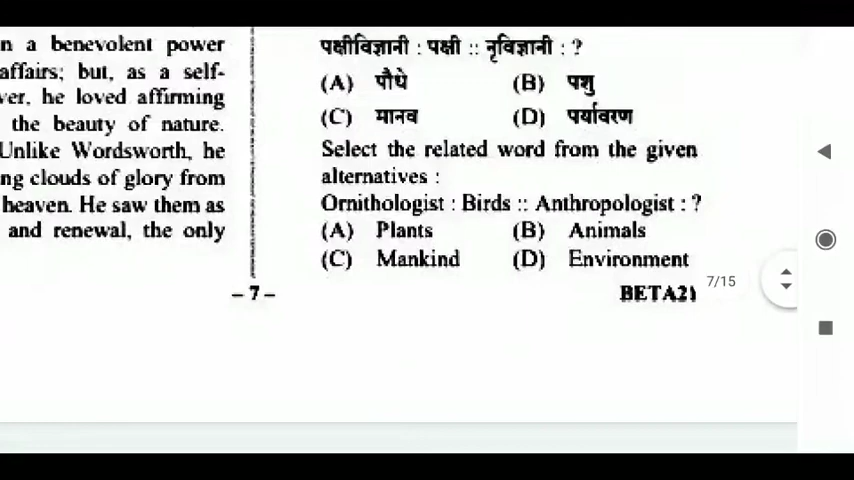 n a benevolent power
affairs; but, as a self-
ver, he loved affirming
the beauty of nature.
Unlike Wordsworth, he
ng clouds of glory from
heaven. He saw them as
and renewal, the only
पक्षीविज्ञानी : पक्षी :: नृविज्ञानी : ?
(A) पौधे (B) पशु
(C) मानव (D) पर्यावरण
Select the related word from the given
alternatives :
Ornithologist : Birds :: Anthropologist : ?
(A) Plants (B) Animals
(C) Mankind (D) Environment
– 7 –
BETA21
7/15